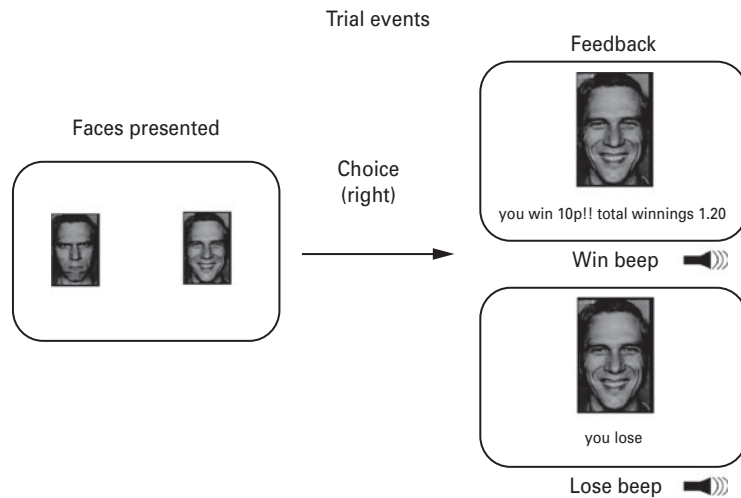 Trial events
Faces presented
Choice
(right)
Feedback
you win 10p!! total winnings 1.20
Win beep
you lose
Lose beep